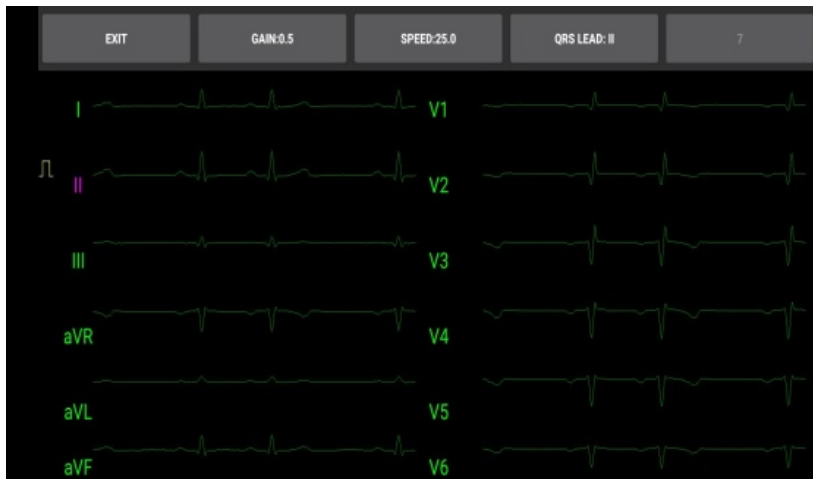 EXIT GAIN:0.5 SPEED:25.0 QRS LEAD: II 7
I V1
II V2
III V3
aVR V4
aVL V5
aVF V6